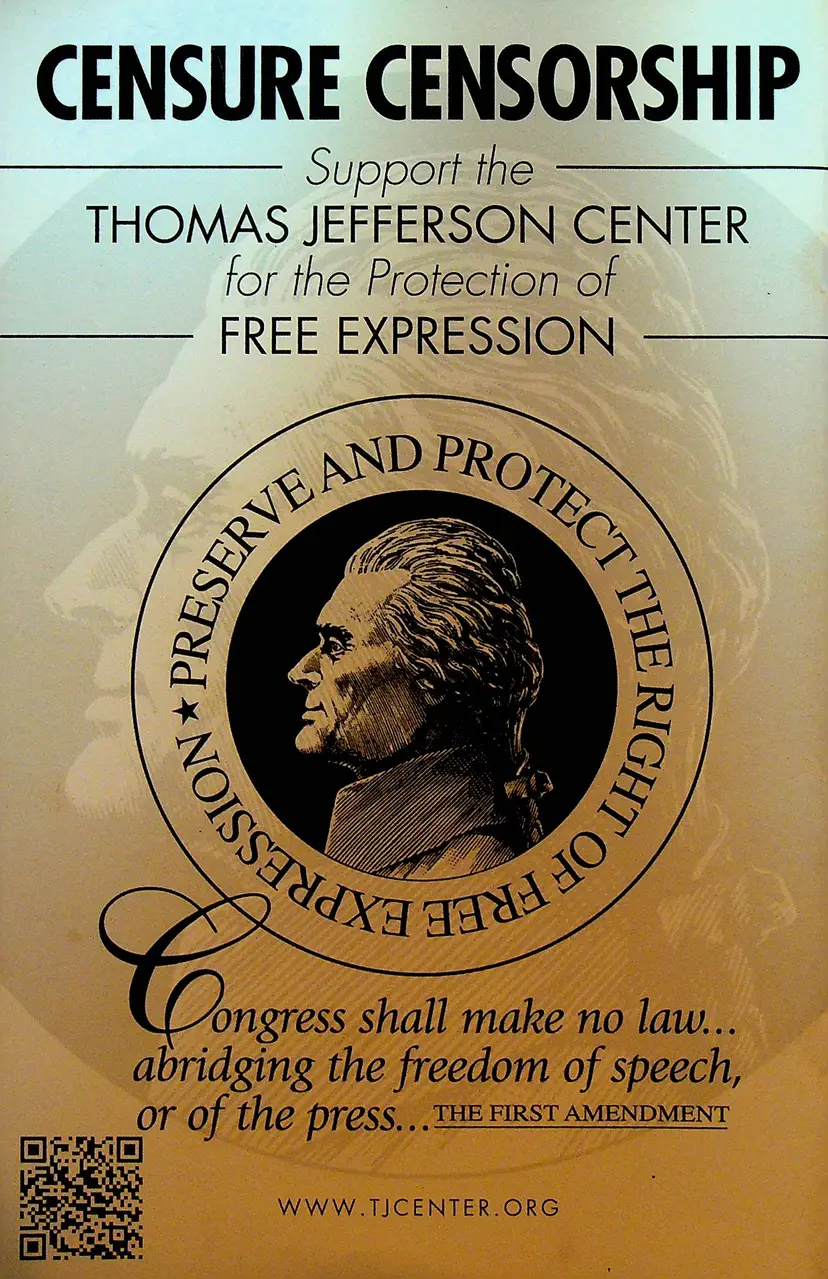 CENSURE CENSORSHIP
Support the
THOMAS JEFFERSON CENTER
for the Protection of
FREE EXPRESSION
★ PRESERVE AND PROTECT THE RIGHT OF FREE EXPRESSION
Congress shall make no law...
abridging the freedom of speech,
or of the press...THE FIRST AMENDMENT
WWW.TJCENTER.ORG